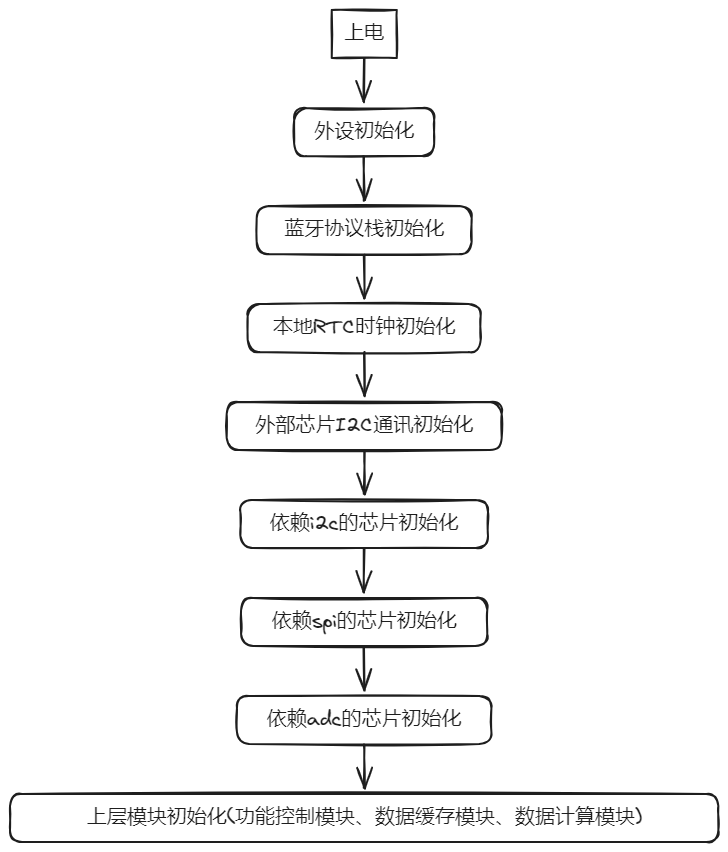 上电
外设初始化
蓝牙协议栈初始化
本地RTC时钟初始化
外部芯片I2C通讯初始化
依赖i2c的芯片初始化
依赖spi的芯片初始化
依赖adc的芯片初始化
上层模块初始化(功能控制模块、数据缓存模块、数据计算模块)